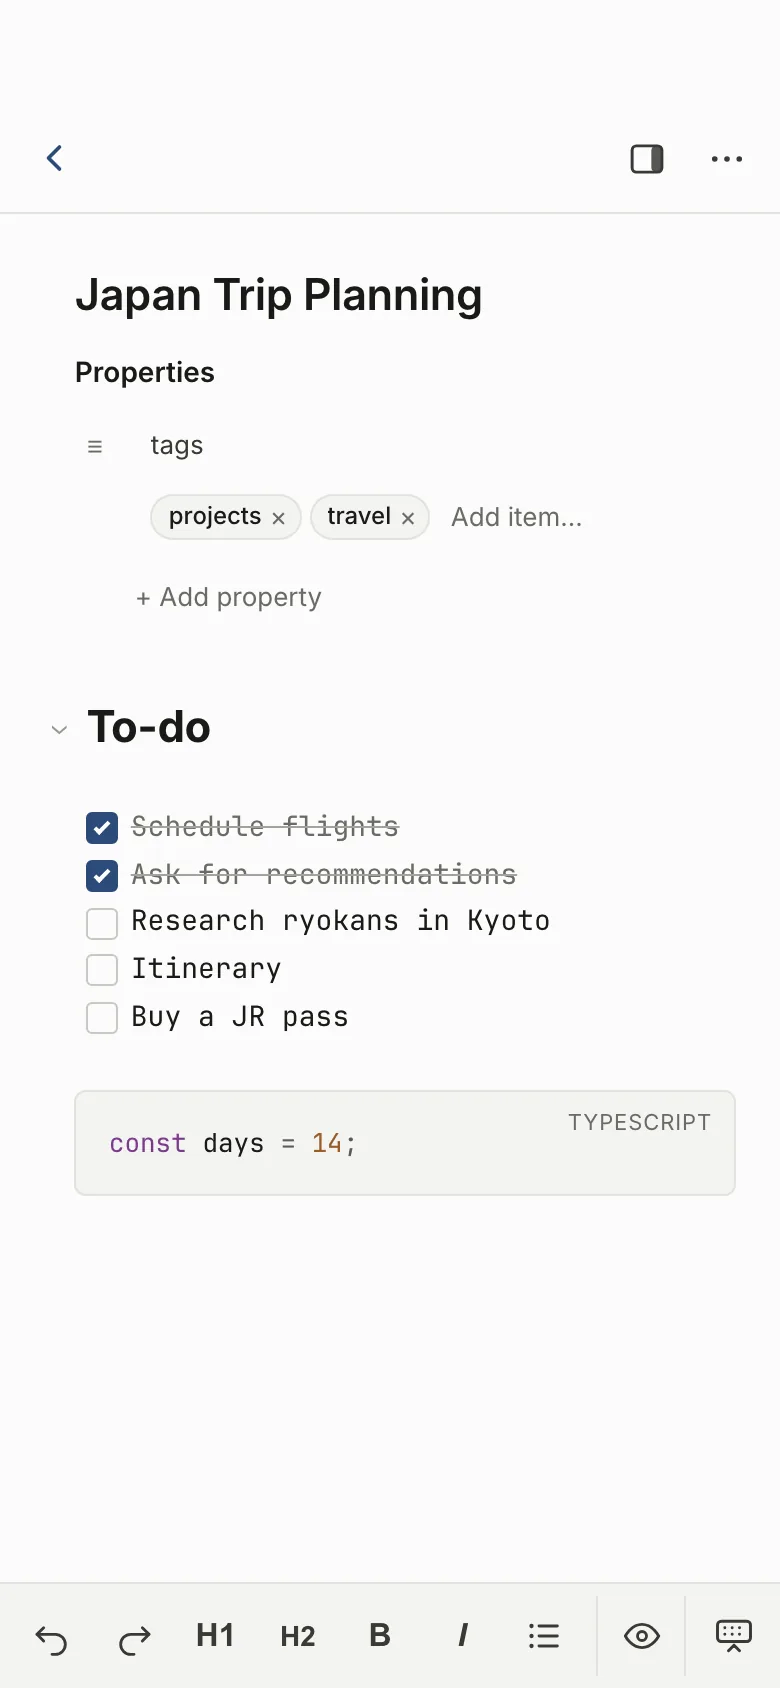 Japan Trip Planning
Properties
tags
projects × travel × Add item...
+ Add property
To-do
Schedule flights
Ask for recommendations
Research ryokans in Kyoto
Itinerary
Buy a JR pass
TYPESCRIPT
const days = 14;
H1 H2 B I